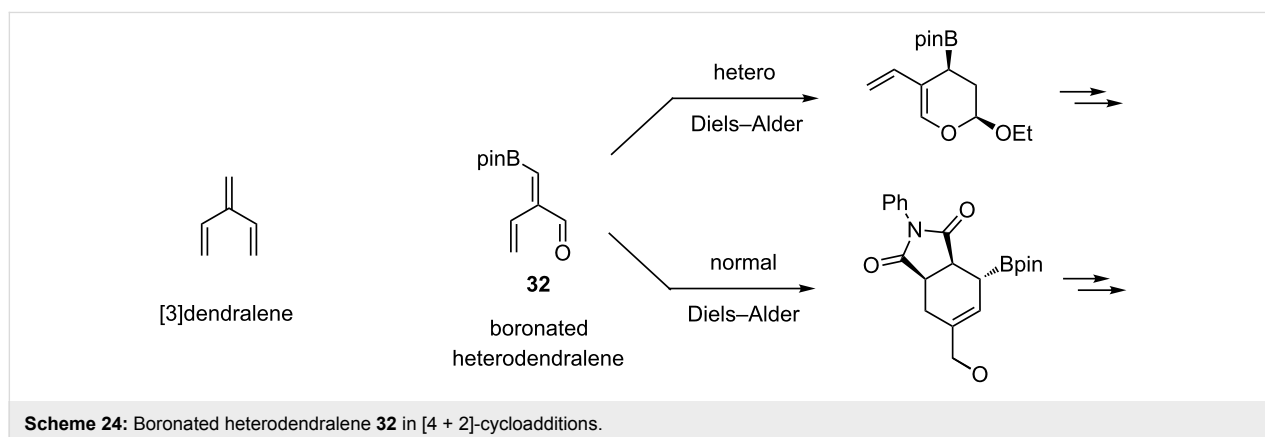 pinB
hetero
Diels–Alder
O
OEt
pinB
O
32
[3]dendralene
boronated
heterodendralene
normal
Diels–Alder
Ph
N
O
O
Bpin
O
Scheme 24: Boronated heterodendralene 32 in [4 + 2]-cycloadditions.